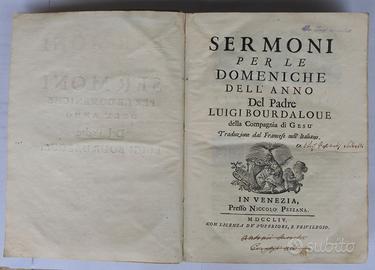 SERMONI
PER LE
DOMENICHE
DELL'ANNO
Del Padre
LUIGI BOURDALOUE
della Compagnia di GESU
Traduzione dal Francese nell' Italiano.
IN VENEZIA,
Presso NICCOLÒ PEZZANA.
MDCCLIV.
CON LICENZA DE' SUPERIORI, E PRIVILEGIO.
subito